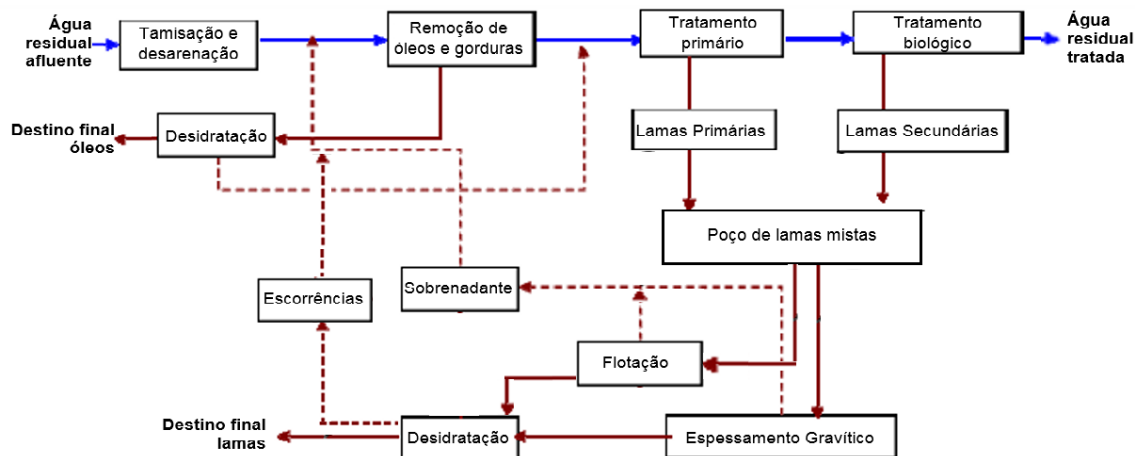 Água
residual
afluente
Tamisação e
desarenação
Remoção de
óleos e gorduras
Tratamento
primário
Tratamento
biológico
Água
residual
tratada
Destino final
óleos
Desidratação
Lamas Primárias
Lamas Secundárias
Poço de lamas mistas
Escorrências
Sobrenadante
Flotação
Destino final
lamas
Desidratação
Espessamento Gravítico